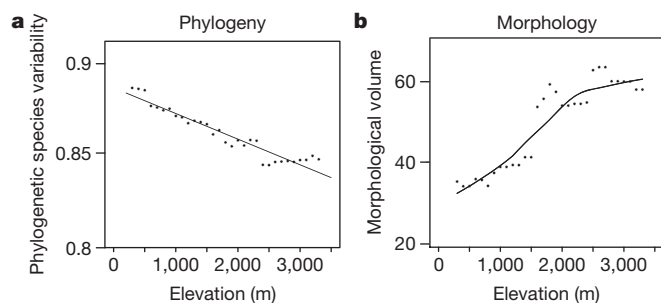 a Phylogeny
Phylogenetic species variability
0.9
0.85
0.8
0 1,000 2,000 3,000
Elevation (m)
b Morphology
Morphological volume
60
40
20
0 1,000 2,000 3,000
Elevation (m)